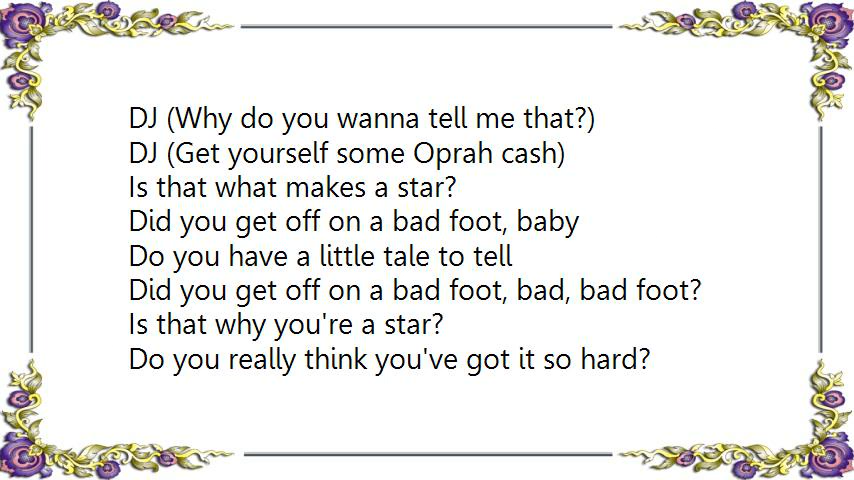 DJ (Why do you wanna tell me that?)
DJ (Get yourself some Oprah cash)
Is that what makes a star?
Did you get off on a bad foot, baby
Do you have a little tale to tell
Did you get off on a bad foot, bad, bad foot?
Is that why you're a star?
Do you really think you've got it so hard?